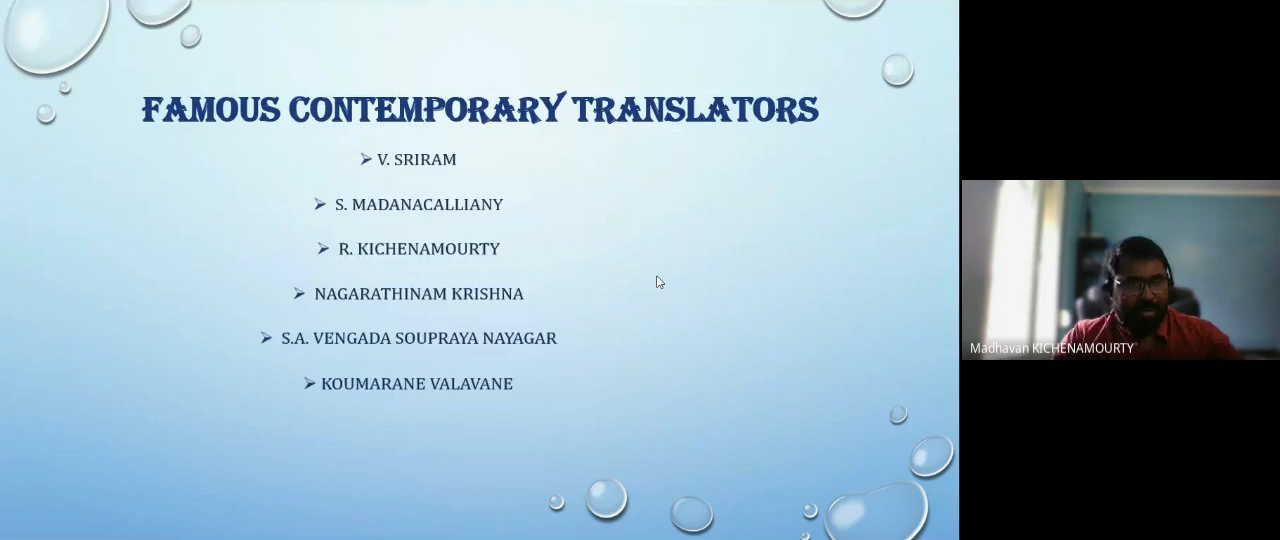 FAMOUS CONTEMPORARY TRANSLATORS
V. SRIRAM
S. MADANACALLIANY
R. KICHENAMOURTY
NAGARATHINAM KRISHNA
S.A. VENGADA SOUPRAYA NAYAGAR
KOUMARANE VALAVANE
Madhavan KICHENAMOURTY